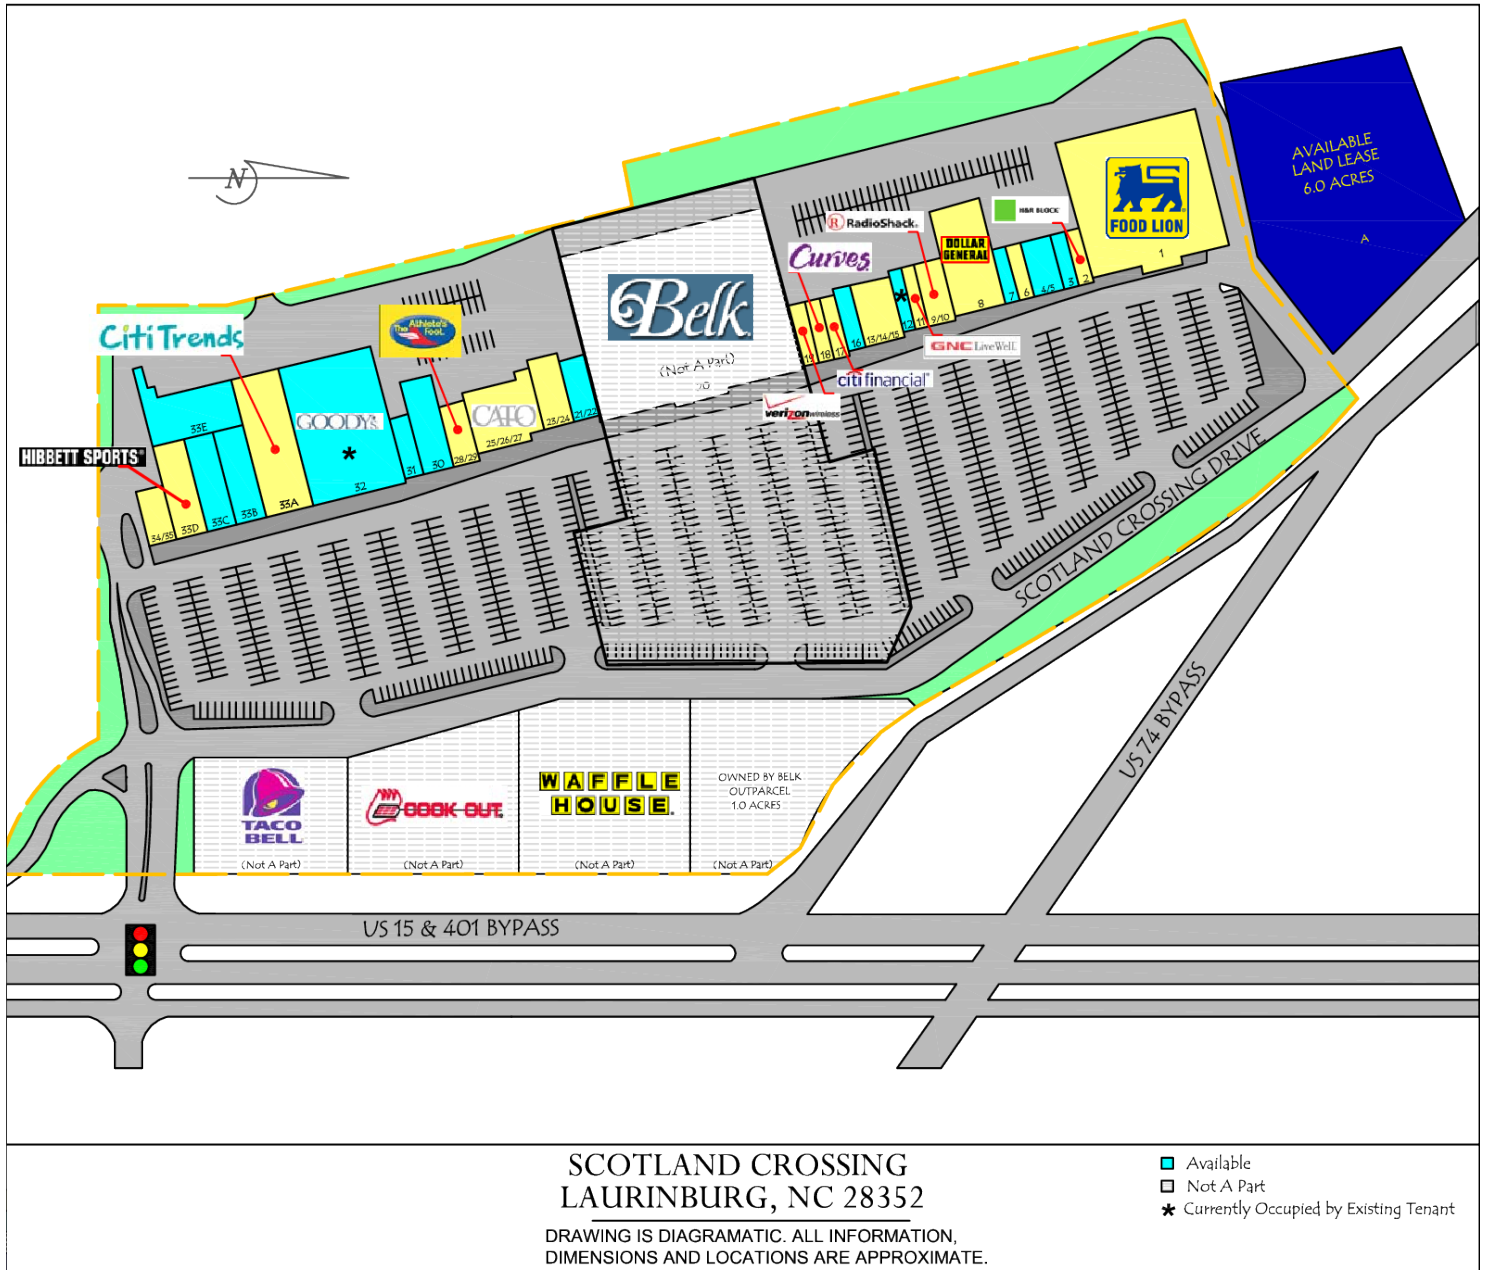 N
AVAILABLE
LAND LEASE
6.0 ACRES
A
FOOD LION
1
H&R BLOCK
RadioShack.
DOLLAR
GENERAL
Curves
2
3
4/5
6
7
8
9/10
11
12
13/14/15
16
17
18
19
GNC LiveWell.
citifinancial
verizonwireless
Belk
(Not A Part)
20
CitiTrends
The Athlete's
Foot
GOODY'S
CATO
HIBBETT SPORTS
21/22
23/24
25/26/27
28/29
30
31
32
33A
33B
33C
33D
33E
34/35
SCOTLAND CROSSING DRIVE
US 74 BYPASS
TACO
BELL
(Not A Part)
COOK OUT
(Not A Part)
WAFFLE
HOUSE
(Not A Part)
OWNED BY BELK
OUTPARCEL
1.0 ACRES
(Not A Part)
US 15 & 401 BYPASS
SCOTLAND CROSSING
LAURINBURG, NC 28352
DRAWING IS DIAGRAMATIC. ALL INFORMATION,
DIMENSIONS AND LOCATIONS ARE APPROXIMATE.
Available
Not A Part
* Currently Occupied by Existing Tenant